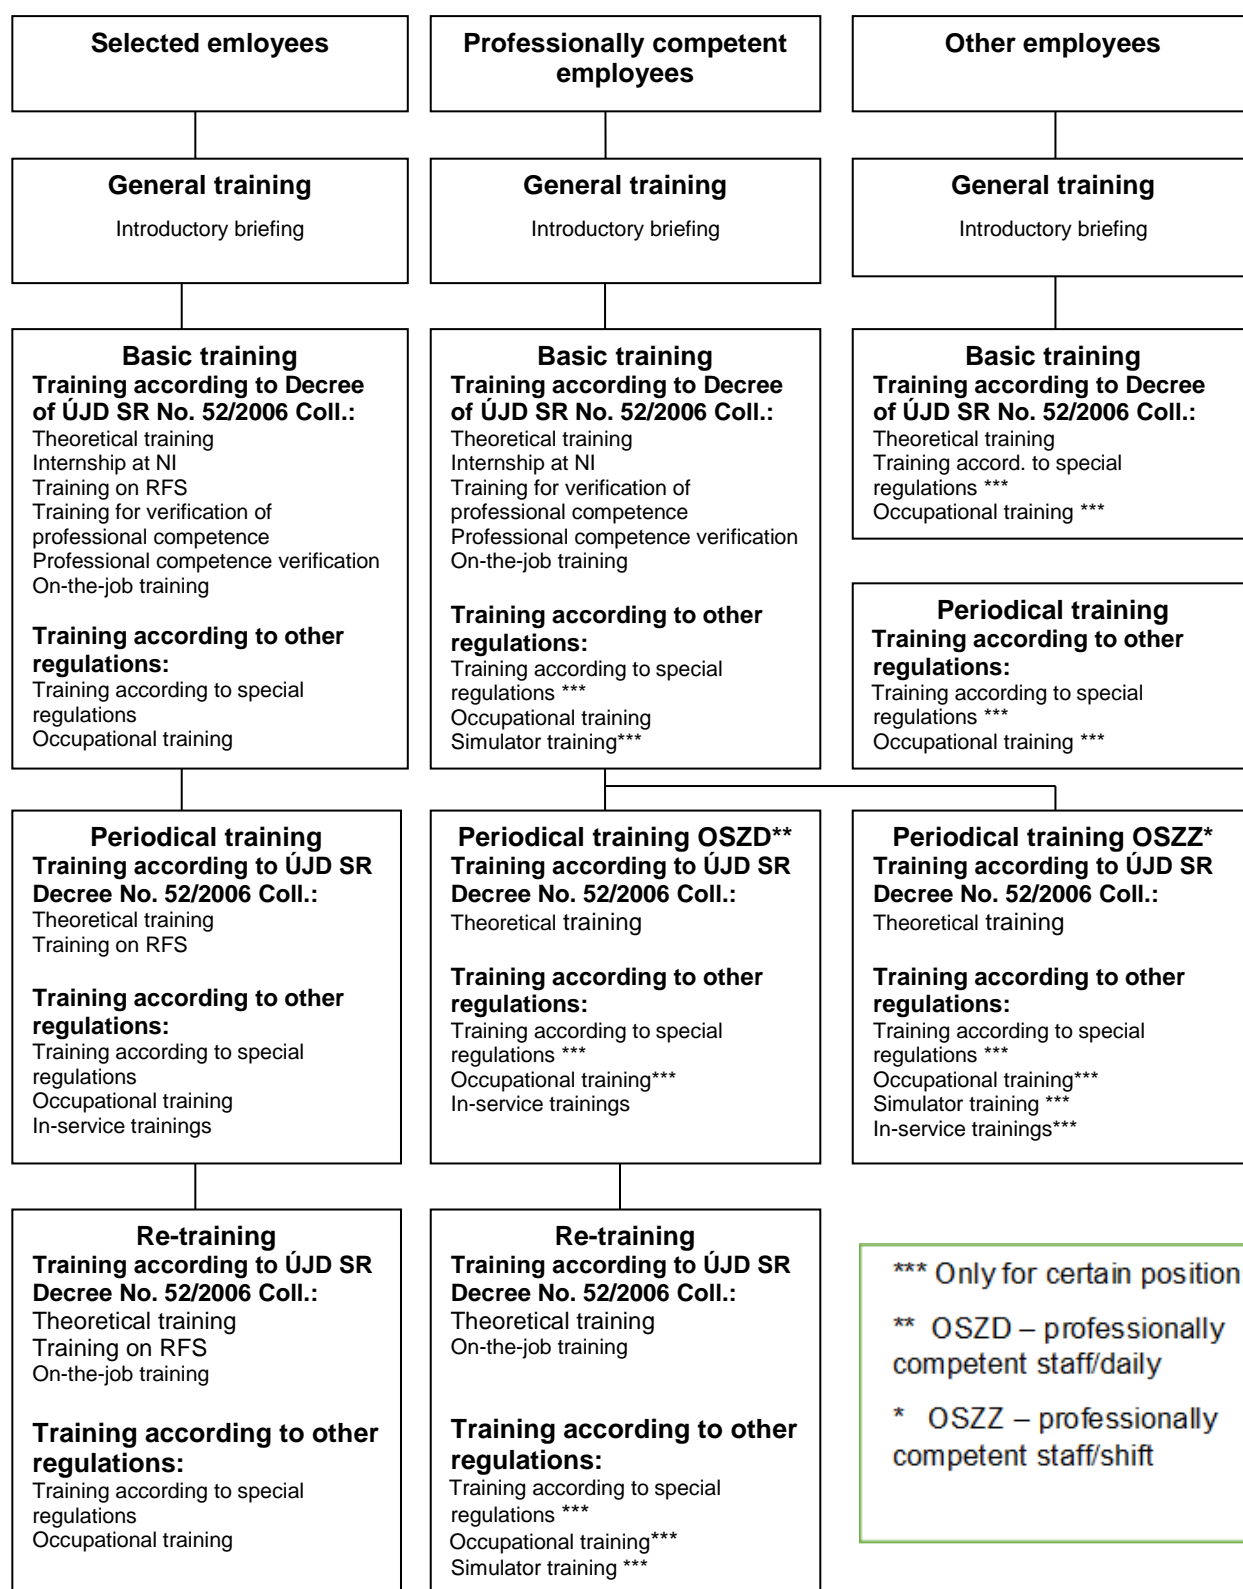 Selected emloyees
Professionally competent
employees
Other employees
General training
Introductory briefing
General training
Introductory briefing
General training
Introductory briefing
Basic training
Training according to Decree
of ÚJD SR No. 52/2006 Coll.:
Theoretical training
Internship at NI
Training on RFS
Training for verification of
professional competence
Professional competence verification
On-the-job training
Training according to other
regulations:
Training according to special
regulations
Occupational training
Basic training
Training according to Decree
of ÚJD SR No. 52/2006 Coll.:
Theoretical training
Internship at NI
Training for verification of
professional competence
Professional competence verification
On-the-job training
Training according to other
regulations:
Training according to special
regulations ***
Occupational training
Simulator training***
Basic training
Training according to Decree
of ÚJD SR No. 52/2006 Coll.:
Theoretical training
Training accord. to special
regulations ***
Occupational training ***
Periodical training
Training according to other
regulations:
Training according to special
regulations ***
Occupational training ***
Periodical training
Training according to ÚJD SR
Decree No. 52/2006 Coll.:
Theoretical training
Training on RFS
Training according to other
regulations:
Training according to special
regulations
Occupational training
In-service trainings
Periodical training OSZD**
Training according to ÚJD SR
Decree No. 52/2006 Coll.:
Theoretical training
Training according to other
regulations:
Training according to special
regulations ***
Occupational training***
In-service trainings
Periodical training OSZZ*
Training according to ÚJD SR
Decree No. 52/2006 Coll.:
Theoretical training
Training according to other
regulations:
Training according to special
regulations ***
Occupational training***
Simulator training ***
In-service trainings***
Re-training
Training according to ÚJD SR
Decree No. 52/2006 Coll.:
Theoretical training
Training on RFS
On-the-job training
Training according to other
regulations:
Training according to special
regulations
Occupational training
Re-training
Training according to ÚJD SR
Decree No. 52/2006 Coll.:
Theoretical training
On-the-job training
Training according to other
regulations:
Training according to special
regulations ***
Occupational training***
Simulator training ***
*** Only for certain position
** OSZD – professionally
competent staff/daily
* OSZZ – professionally
competent staff/shift